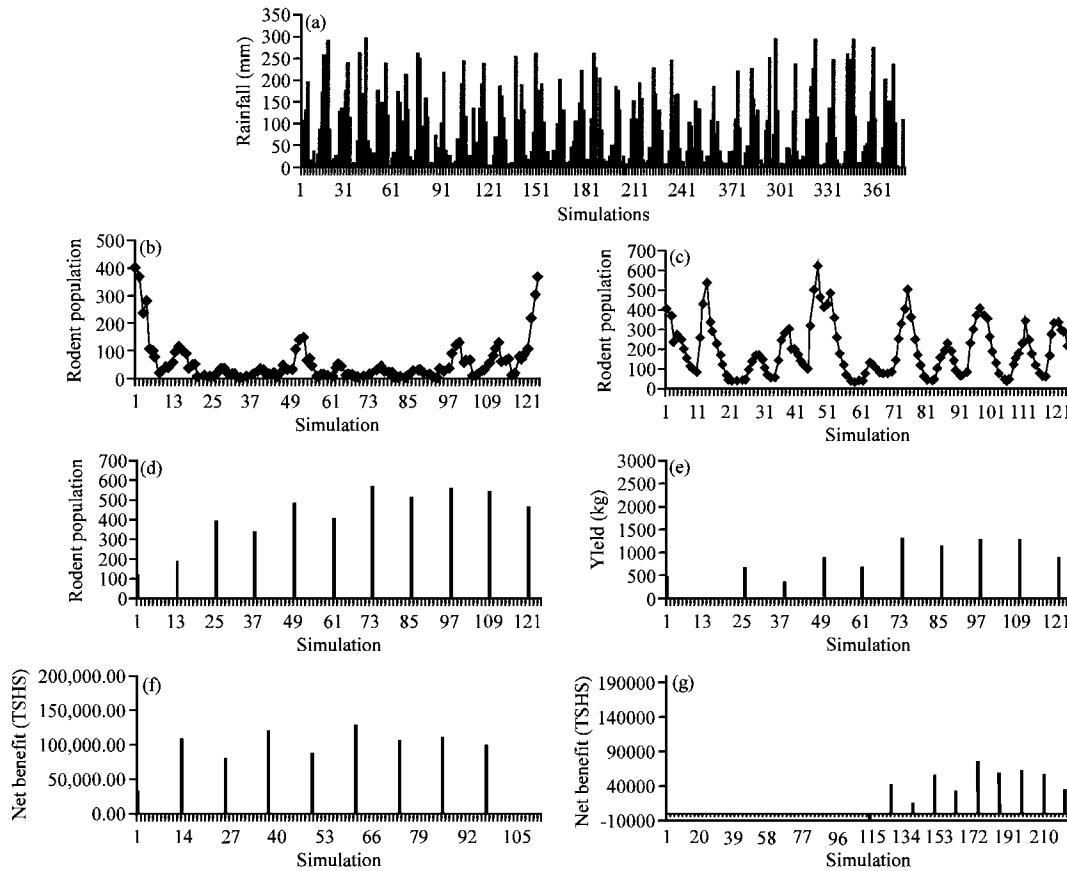 (a)
Rainfall (mm)
350
300
250
200
150
100
50
0
1 31 61 91 121 151 181 211 241 371 301 331 361
Simulations
(b)
Rodent population
500
400
300
200
100
0
1 13 25 37 49 61 73 85 97 109 121
Simulation
(c)
Rodent population
700
600
500
400
300
200
100
0
1 11 21 31 41 51 61 71 81 91 101 111 121
Simulation
(d)
Rodent population
700
600
500
400
300
200
100
0
1 13 25 37 49 61 73 85 97 109 121
Simulation
(e)
YIeld (kg)
3000
2500
2000
1500
1000
500
0
1 13 25 37 49 61 73 85 97 109 121
Simulation
(f)
Net benefit (TSHS)
200,000.00
150,000.00
100,000.00
50,000.00
0.00
1 14 27 40 53 66 79 92 105
Simulation
(g)
Net benefit (TSHS)
190000
140000
90000
40000
-10000
1 20 39 58 77 96 115 134 153 172 191 210
Simulation